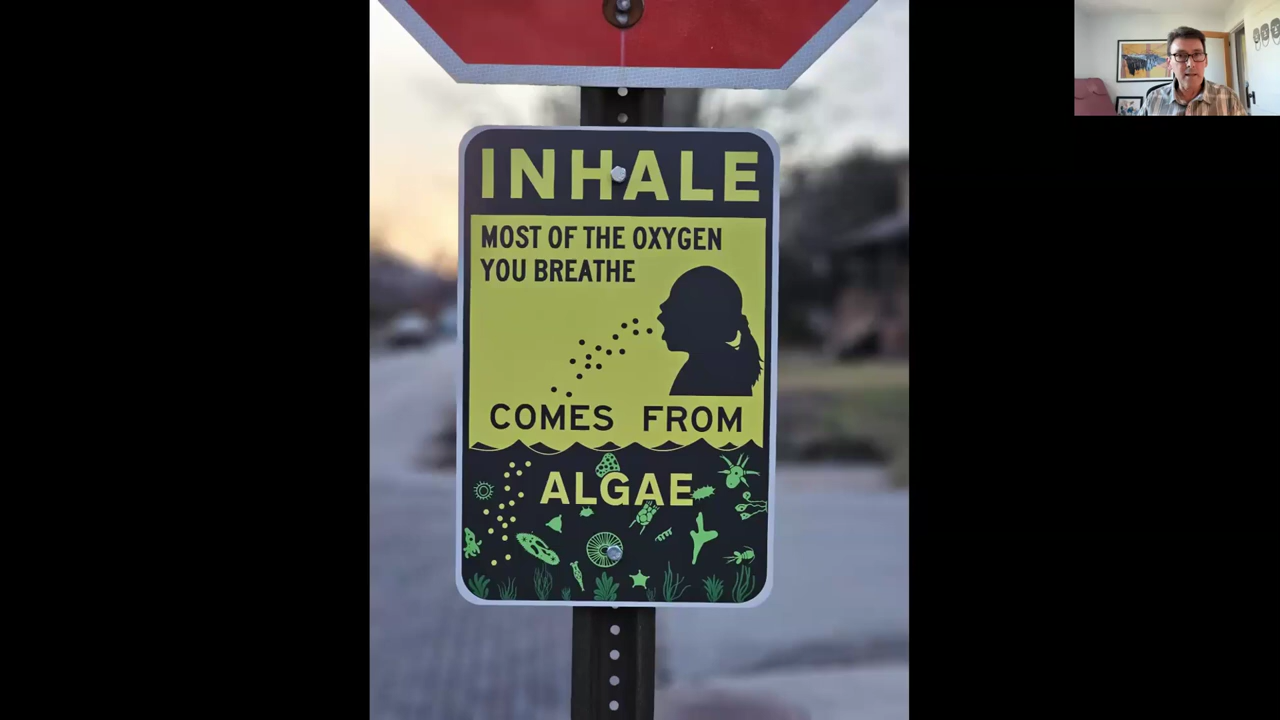 INHALE
MOST OF THE OXYGEN
YOU BREATHE
COMES FROM
ALGAE